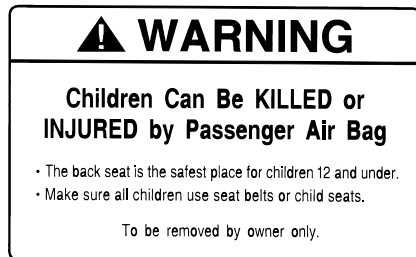 WARNING
Children Can Be KILLED or
INJURED by Passenger Air Bag
• The back seat is the safest place for children 12 and under.
• Make sure all children use seat belts or child seats.
To be removed by owner only.